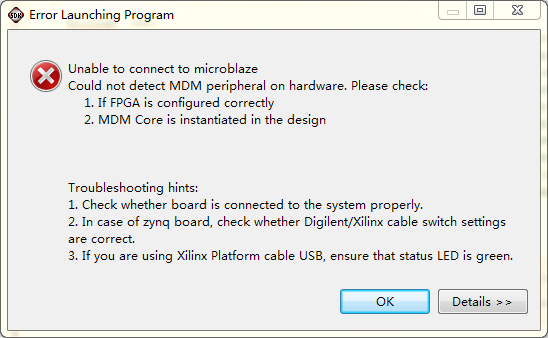 SDK
Error Launching Program
Unable to connect to microblaze
Could not detect MDM peripheral on hardware. Please check:
1. If FPGA is configured correctly
2. MDM Core is instantiated in the design
Troubleshooting hints:
1. Check whether board is connected to the system properly.
2. In case of zynq board, check whether Digilent/Xilinx cable switch settings
are correct.
3. If you are using Xilinx Platform cable USB, ensure that status LED is green.
OK
Details >>